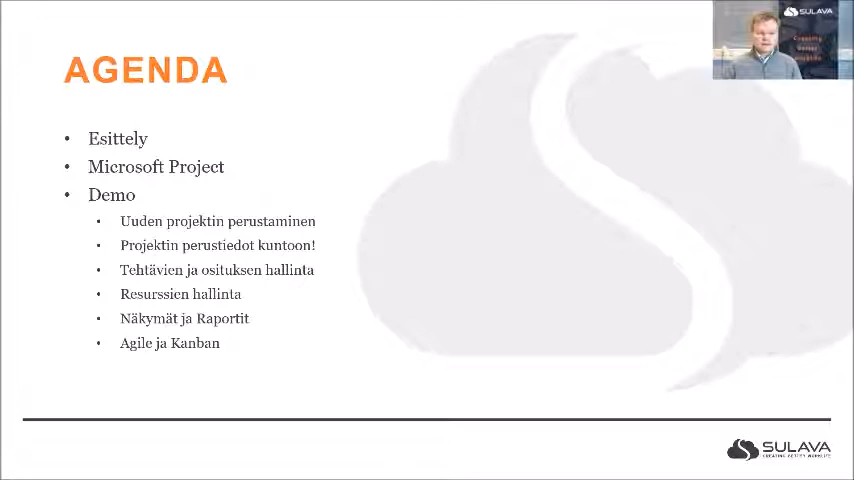 SULAVA
AGENDA
• Esittely
• Microsoft Project
• Demo
• Uuden projektin perustaminen
• Projektin perustiedot kuntoon!
• Tehtävien ja osituksen hallinta
• Resurssien hallinta
• Näkymät ja Raportit
• Agile ja Kanban
SULAVA
CREATING BETTER WORKLIFE